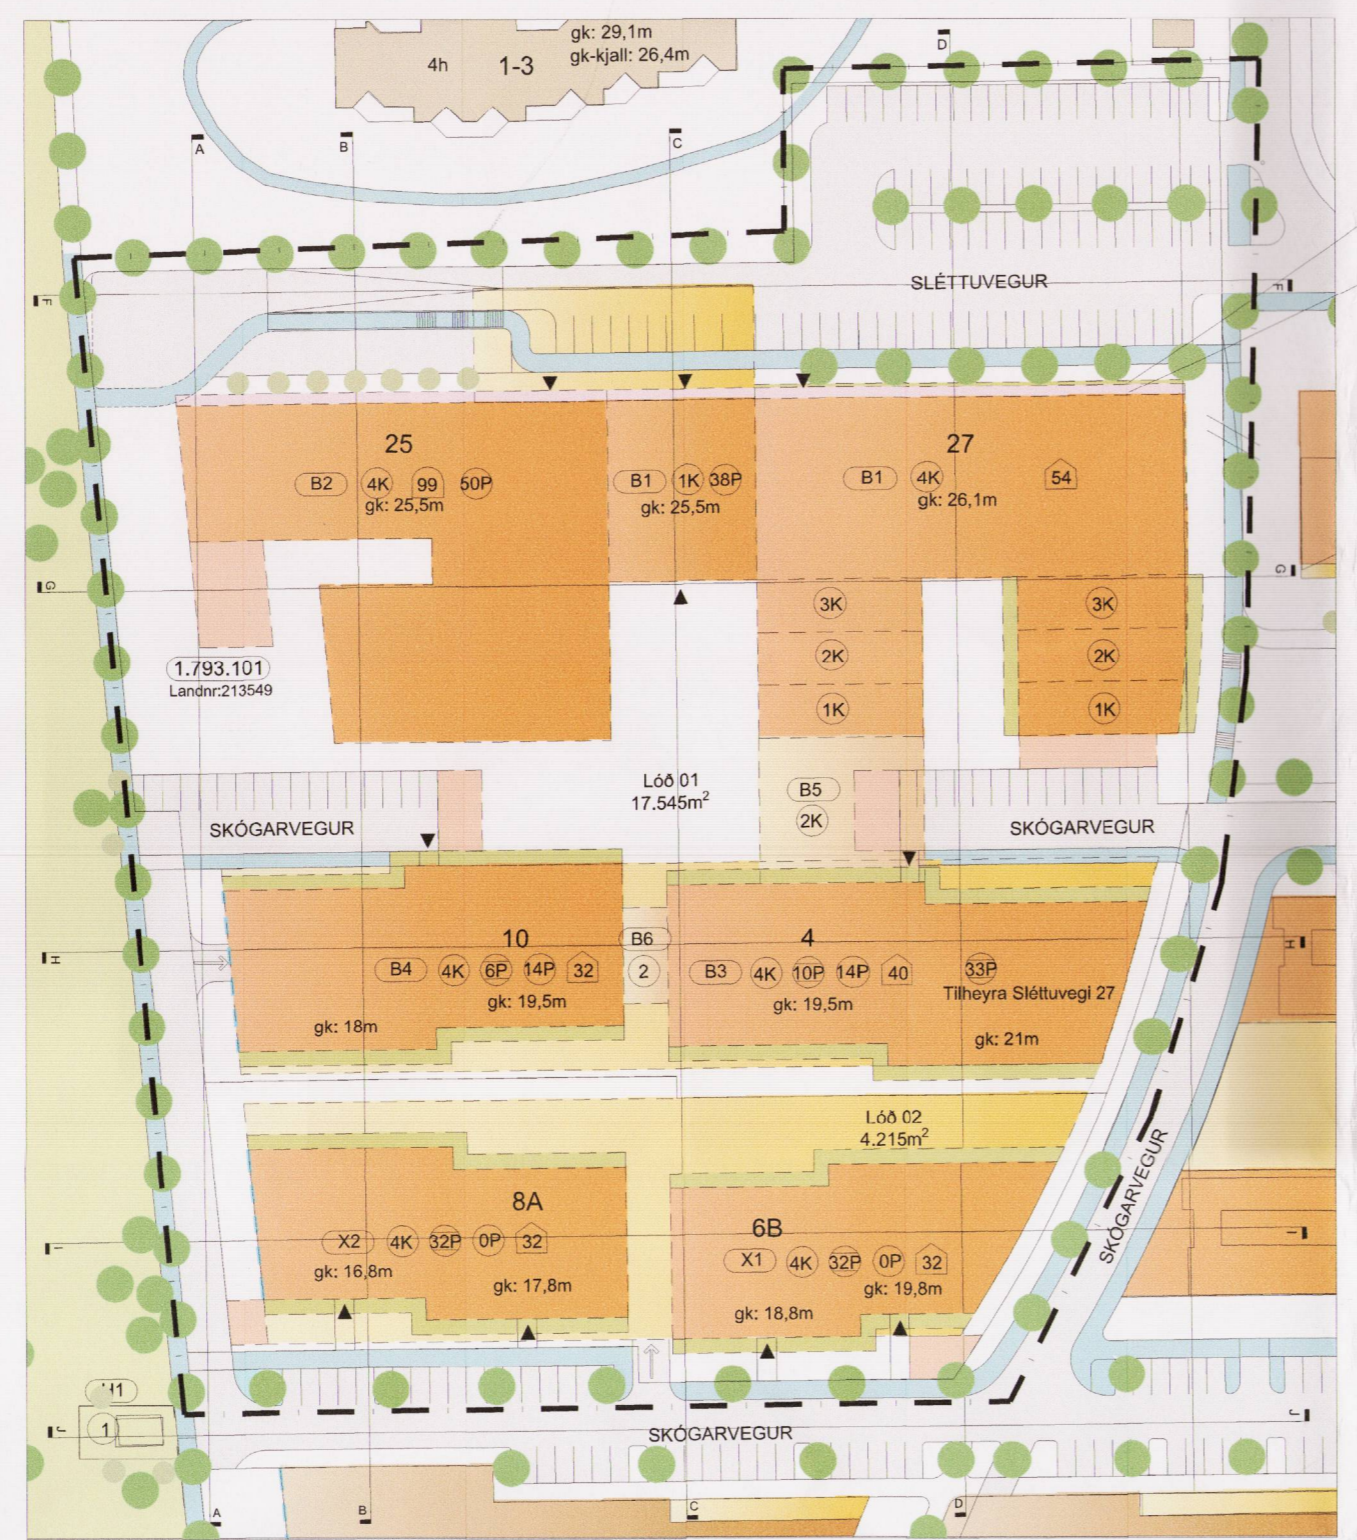 gk: 29,1m
4h
1-3
gk-kjall: 26,4m
D
A
B
C
SLÉTTUVEGUR
F
F
25
27
B2 4K 99 50P
B1 1K 38P
B1 4K 54
gk: 25,5m
gk: 25,5m
gk: 26,1m
G
G
3K
3K
2K
2K
1.793.101
Landnr:213549
1K
1K
Lóð 01
17.545m²
B5
2K
SKÓGARVEGUR
SKÓGARVEGUR
10
B6
4
H
H
B4 4K 6P 14P 32
2
B3 4K 10P 14P 40
33P
Tilheyra Sléttuvegi 27
gk: 19,5m
gk: 19,5m
gk: 18m
gk: 21m
Lóð 02
4.215m²
SKÓGARVEGUR
8A
6B
I
I
X2 4K 32P 0P 32
X1 4K 32P 0P 32
gk: 16,8m
gk: 17,8m
gk: 19,8m
gk: 18,8m
1
J
J
SKÓGARVEGUR
A
B
C
D